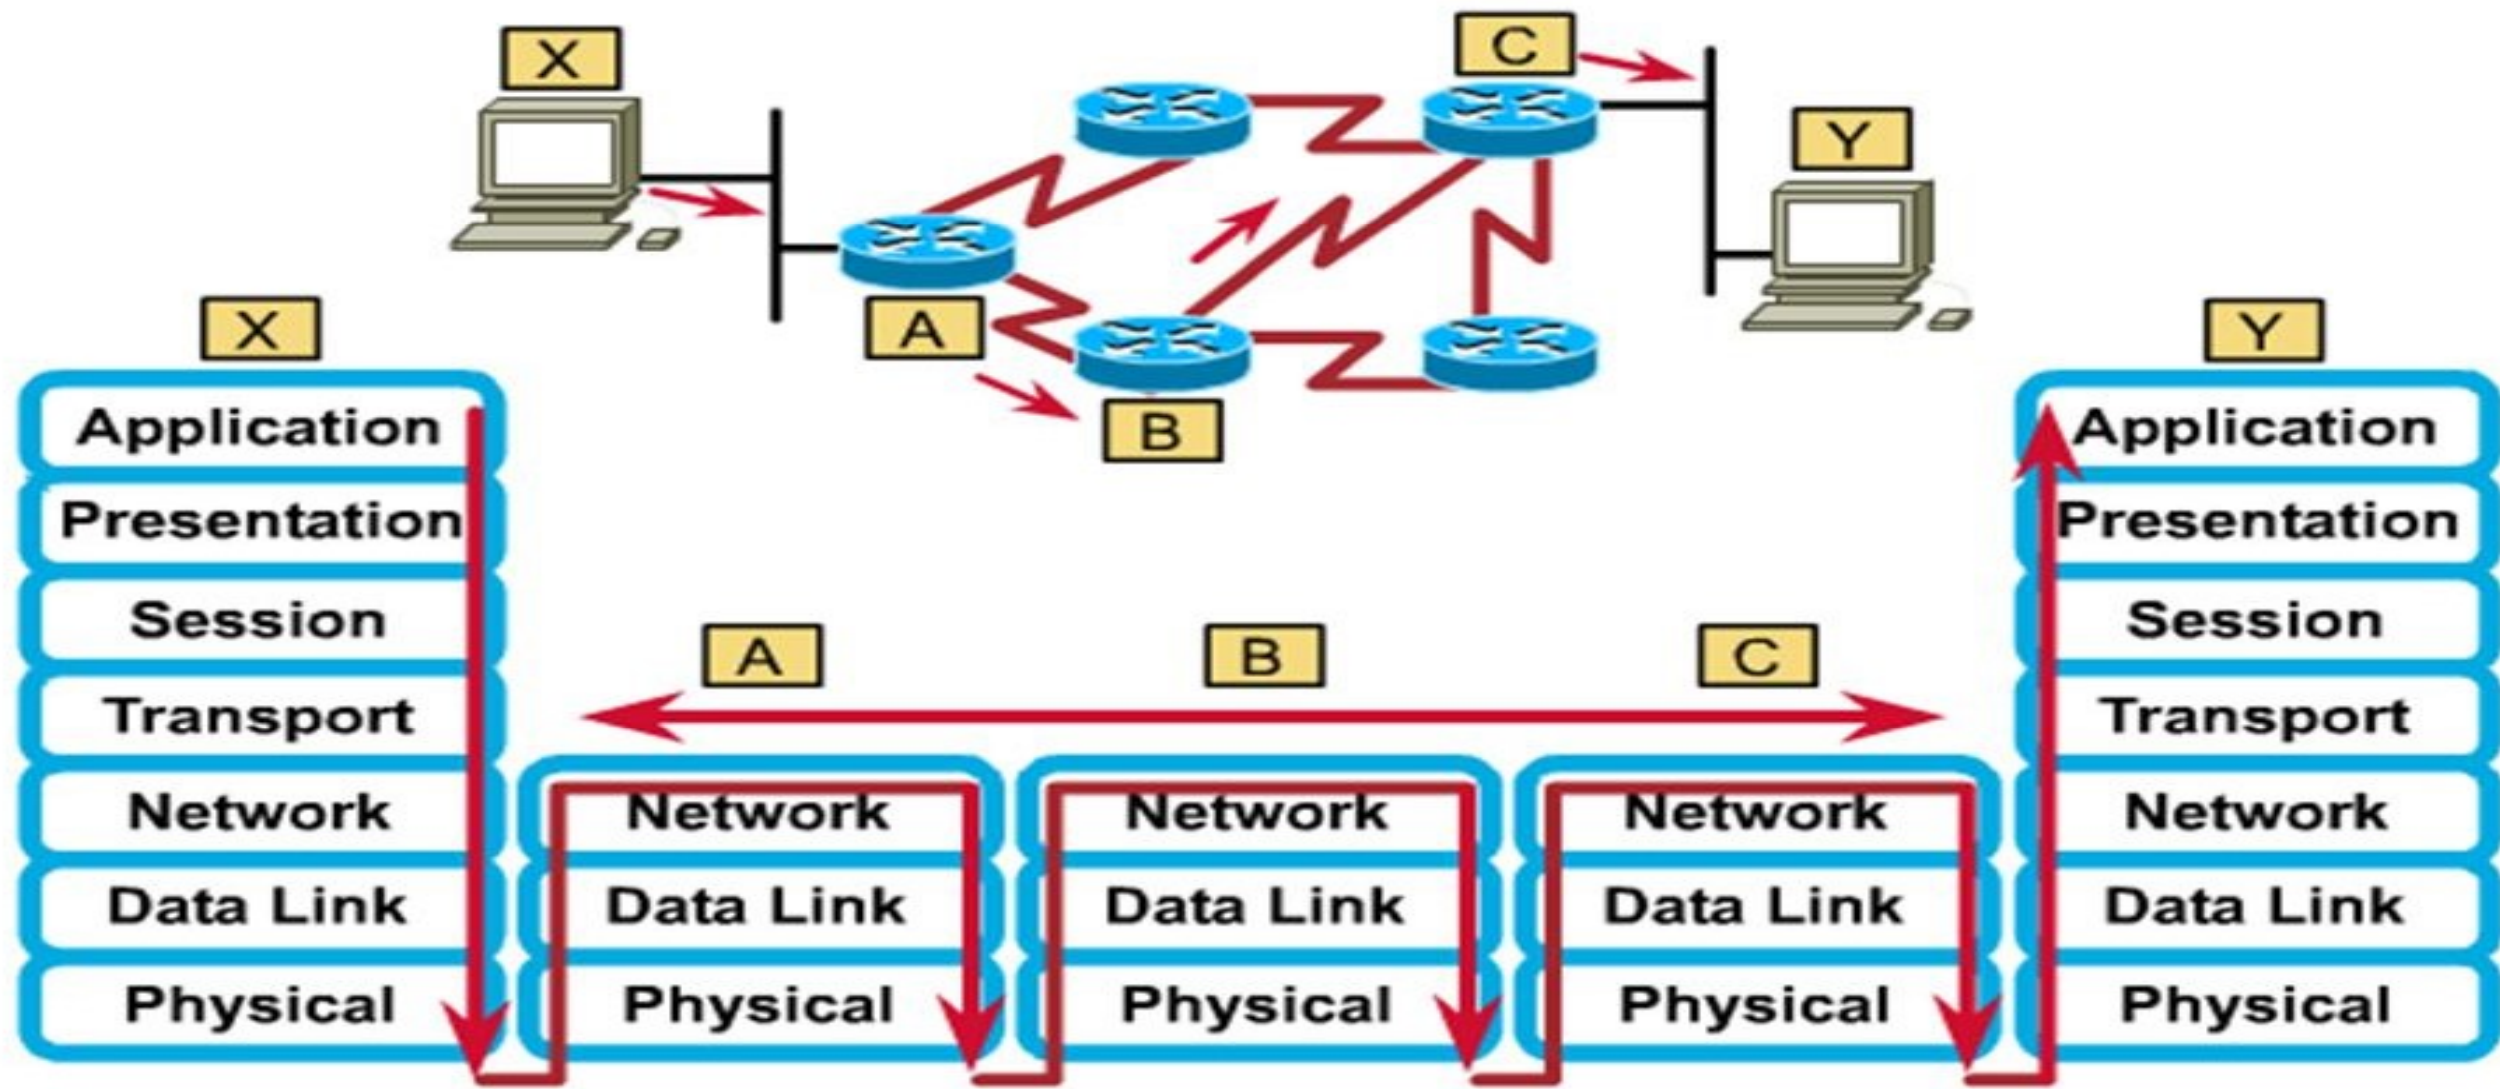 X
C
Y
A
B
X
Y
Application
Presentation
Session
Transport
Network
Data Link
Physical
A
B
C
Network
Data Link
Physical
Network
Data Link
Physical
Network
Data Link
Physical
Application
Presentation
Session
Transport
Network
Data Link
Physical